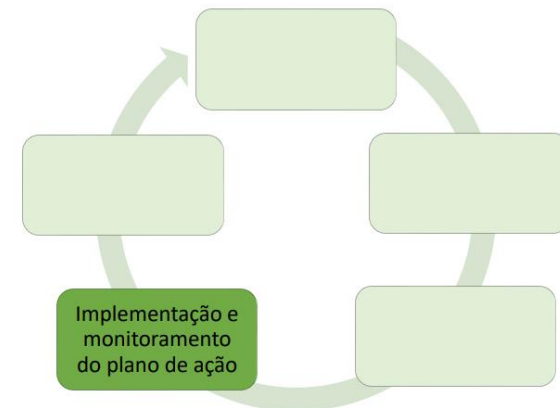 Implementação e
monitoramento
do plano de ação